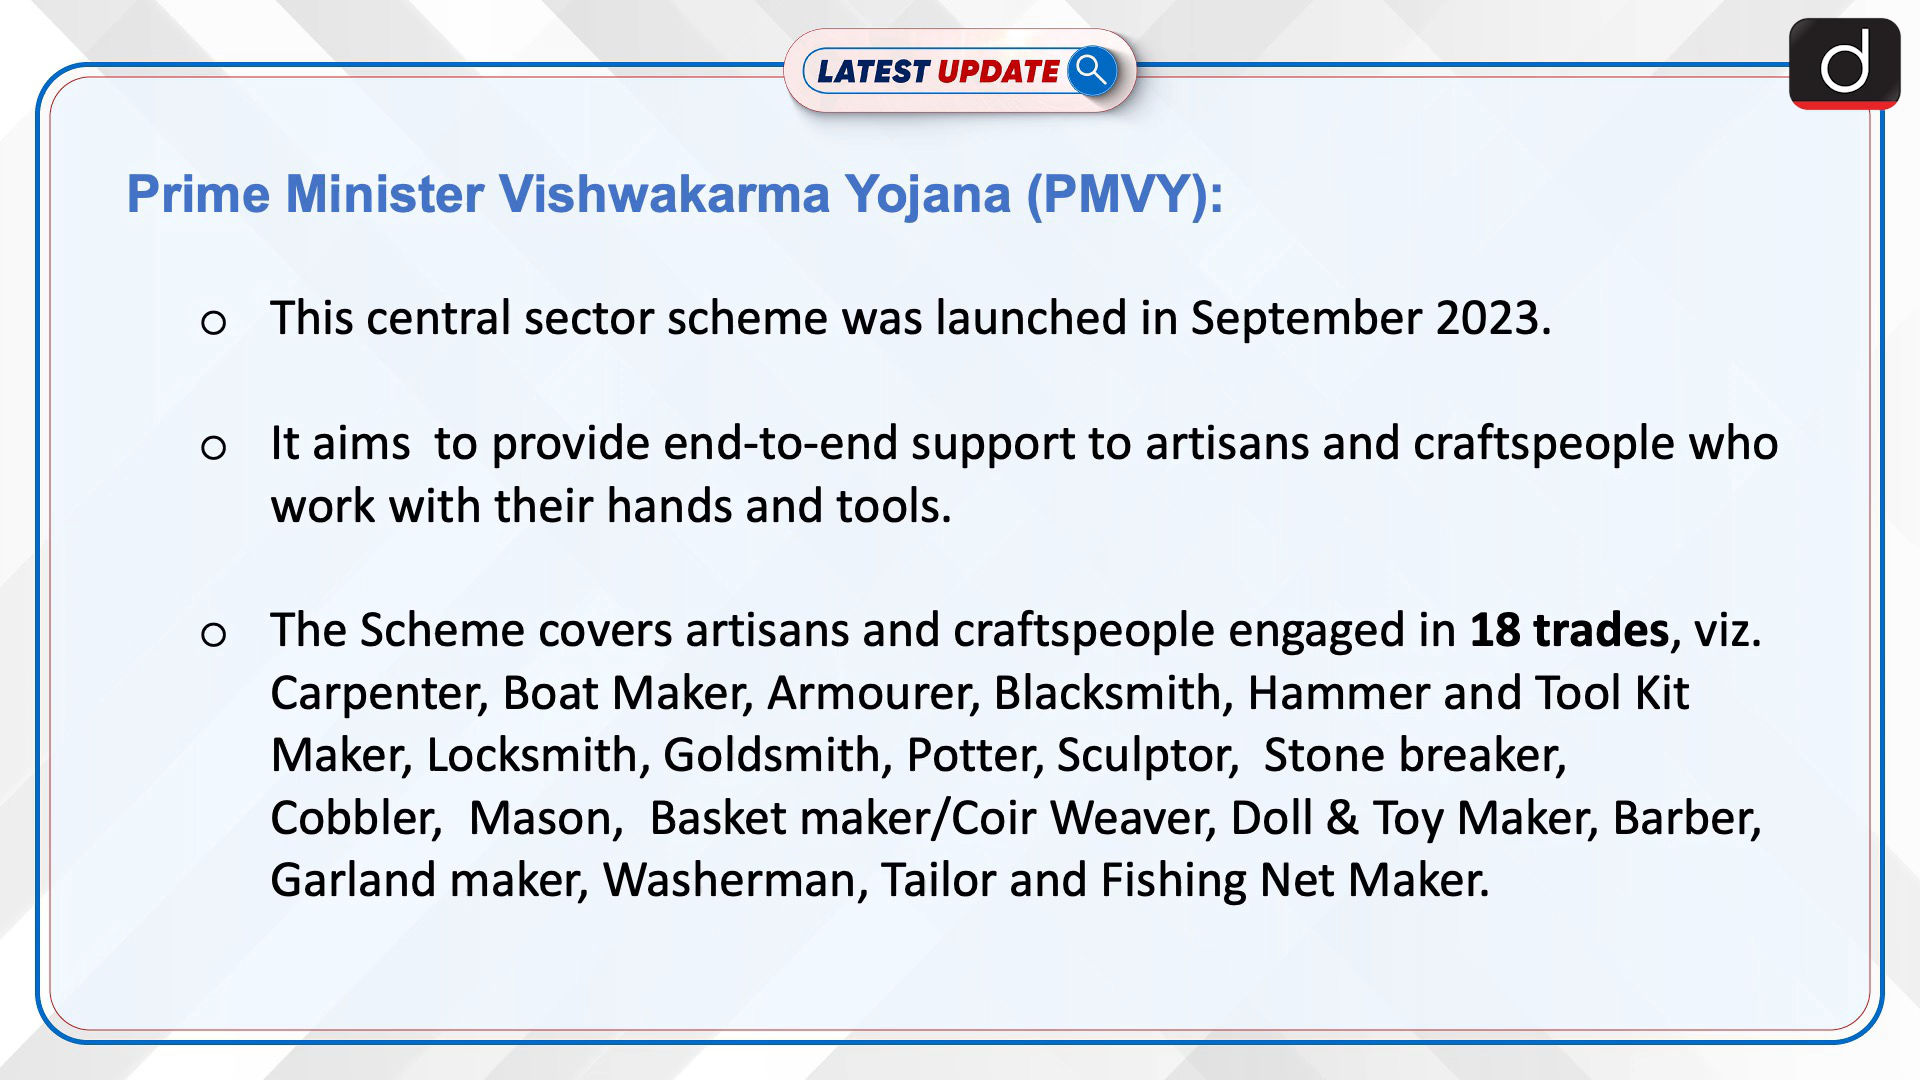 LATEST UPDATE
d
Prime Minister Vishwakarma Yojana (PMVY):
o This central sector scheme was launched in September 2023.
o It aims  to provide end-to-end support to artisans and craftspeople who
work with their hands and tools.
o The Scheme covers artisans and craftspeople engaged in 18 trades, viz.
Carpenter, Boat Maker, Armourer, Blacksmith, Hammer and Tool Kit
Maker, Locksmith, Goldsmith, Potter, Sculptor,  Stone breaker,
Cobbler,  Mason,  Basket maker/Coir Weaver, Doll & Toy Maker, Barber,
Garland maker, Washerman, Tailor and Fishing Net Maker.